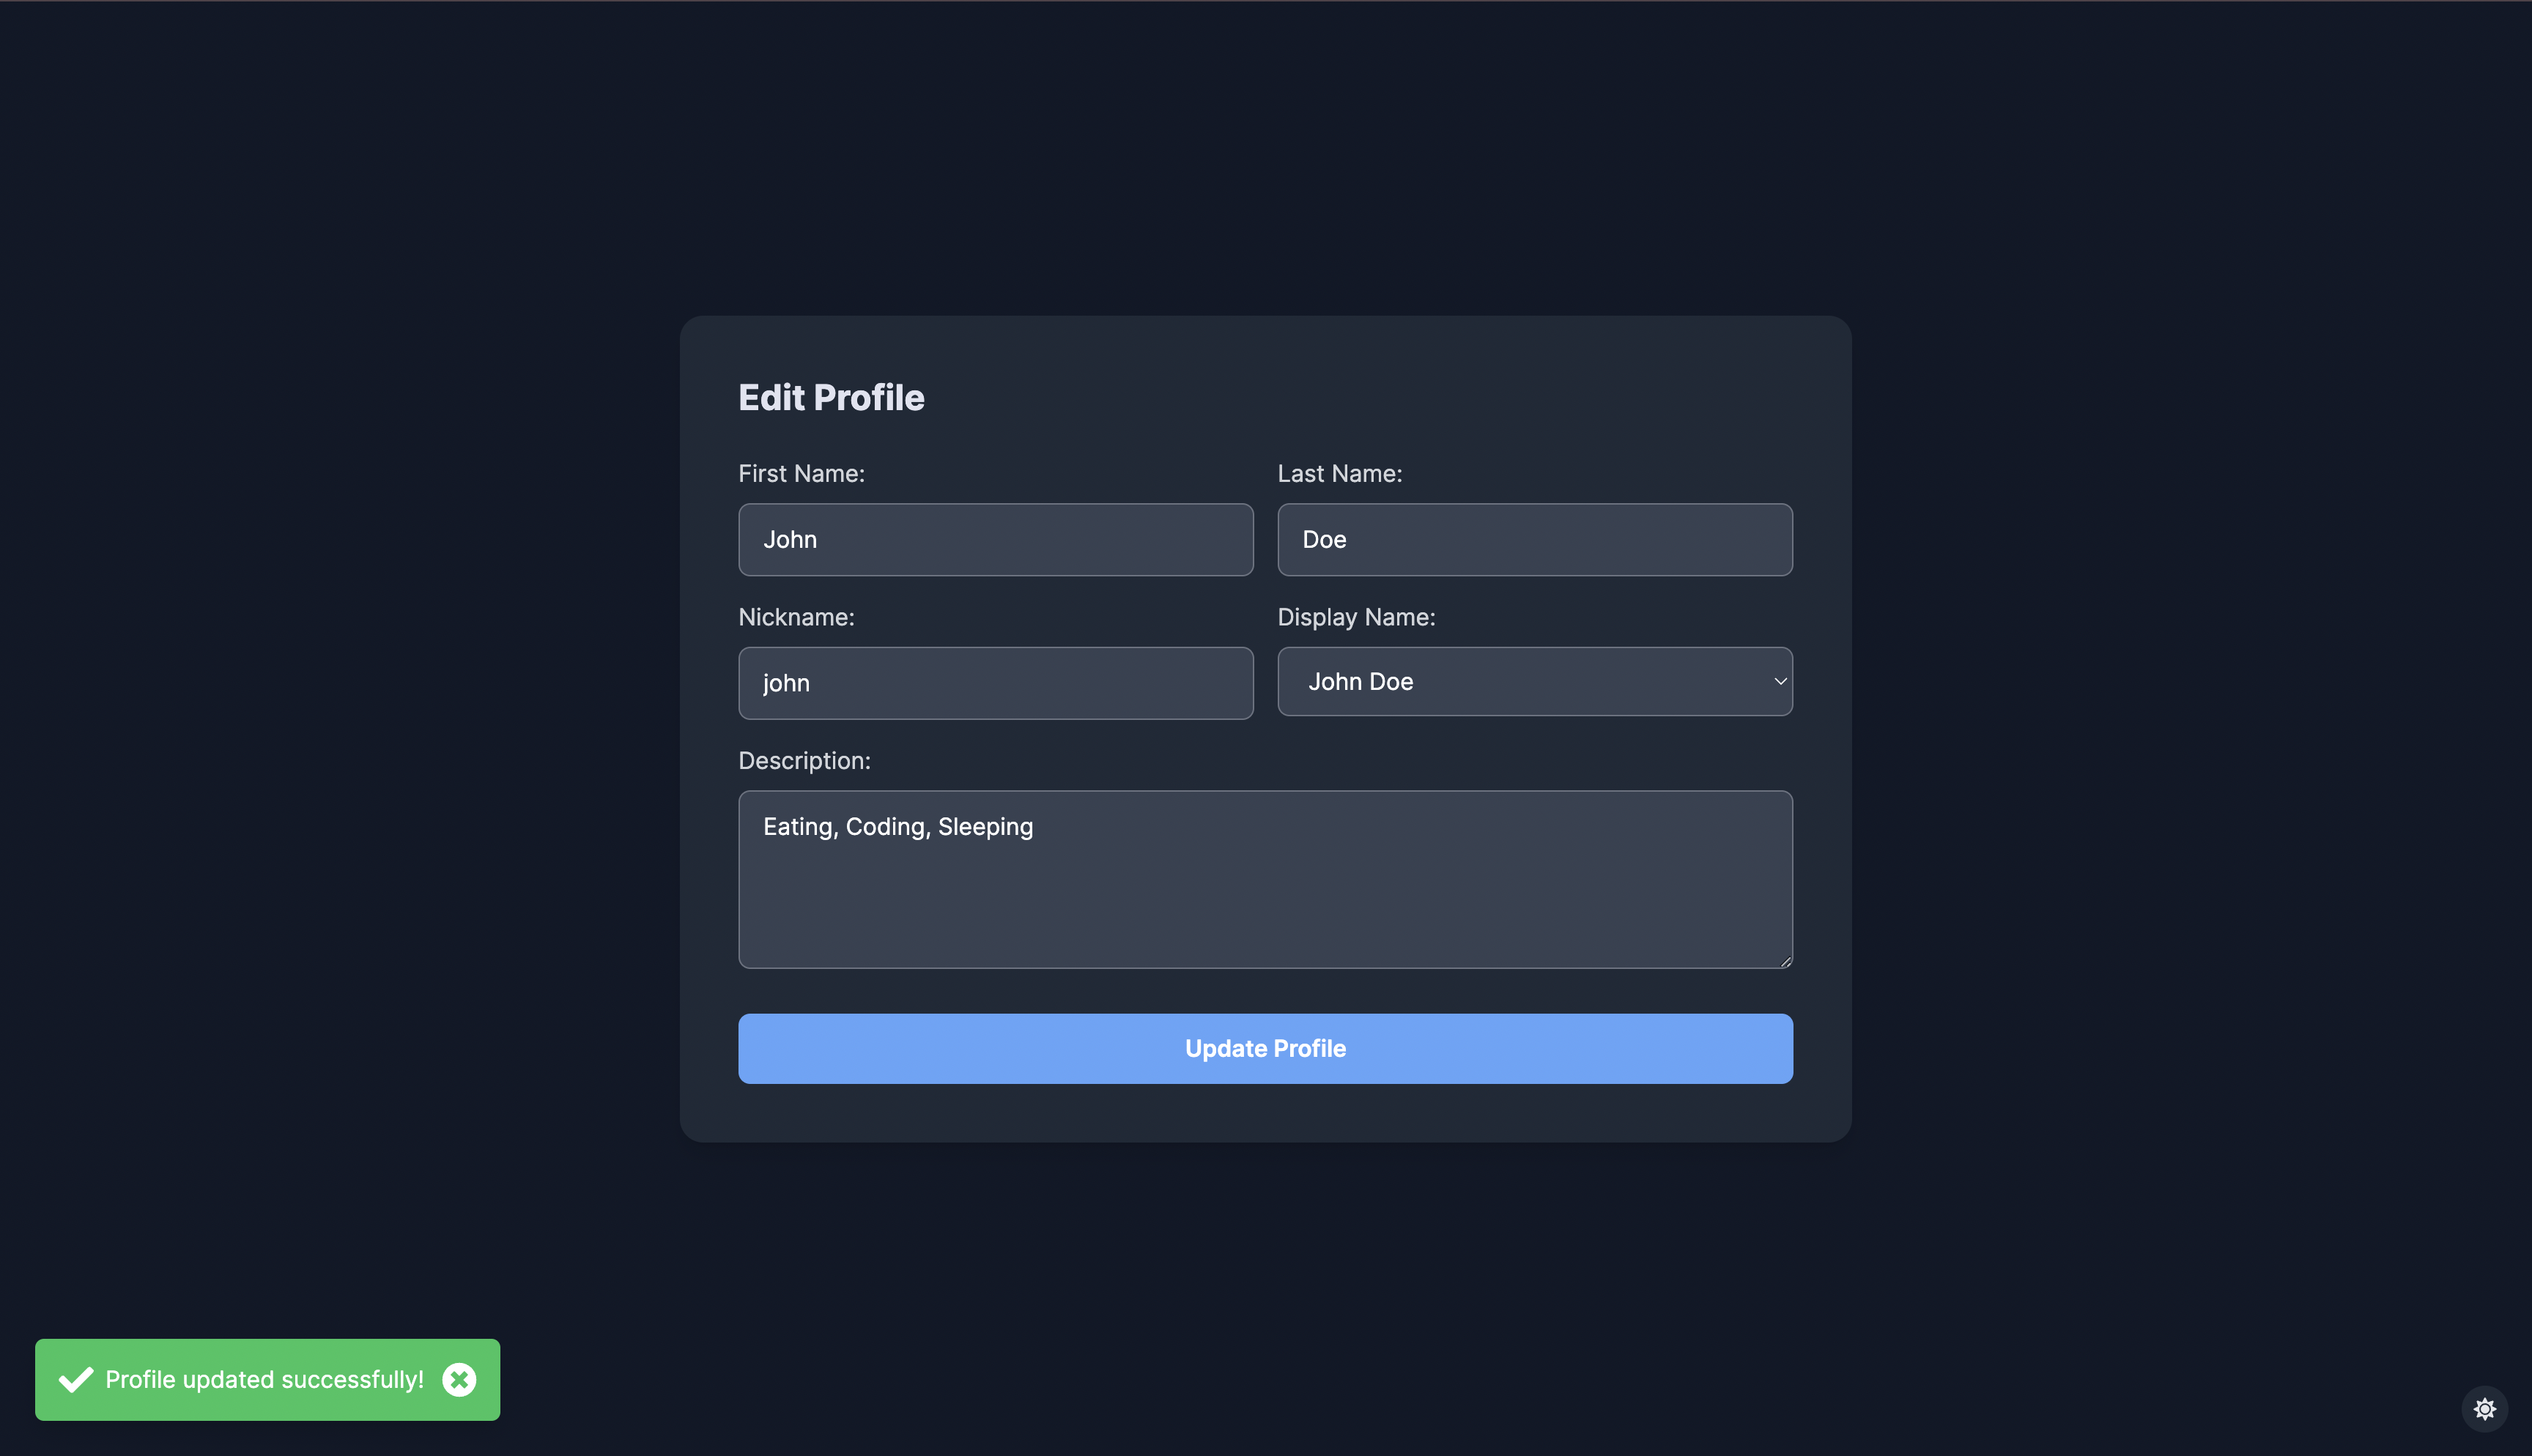 Edit Profile
First Name:
Last Name:
John
Doe
Nickname:
Display Name:
john
John Doe
Description:
Eating, Coding, Sleeping
Update Profile
Profile updated successfully!